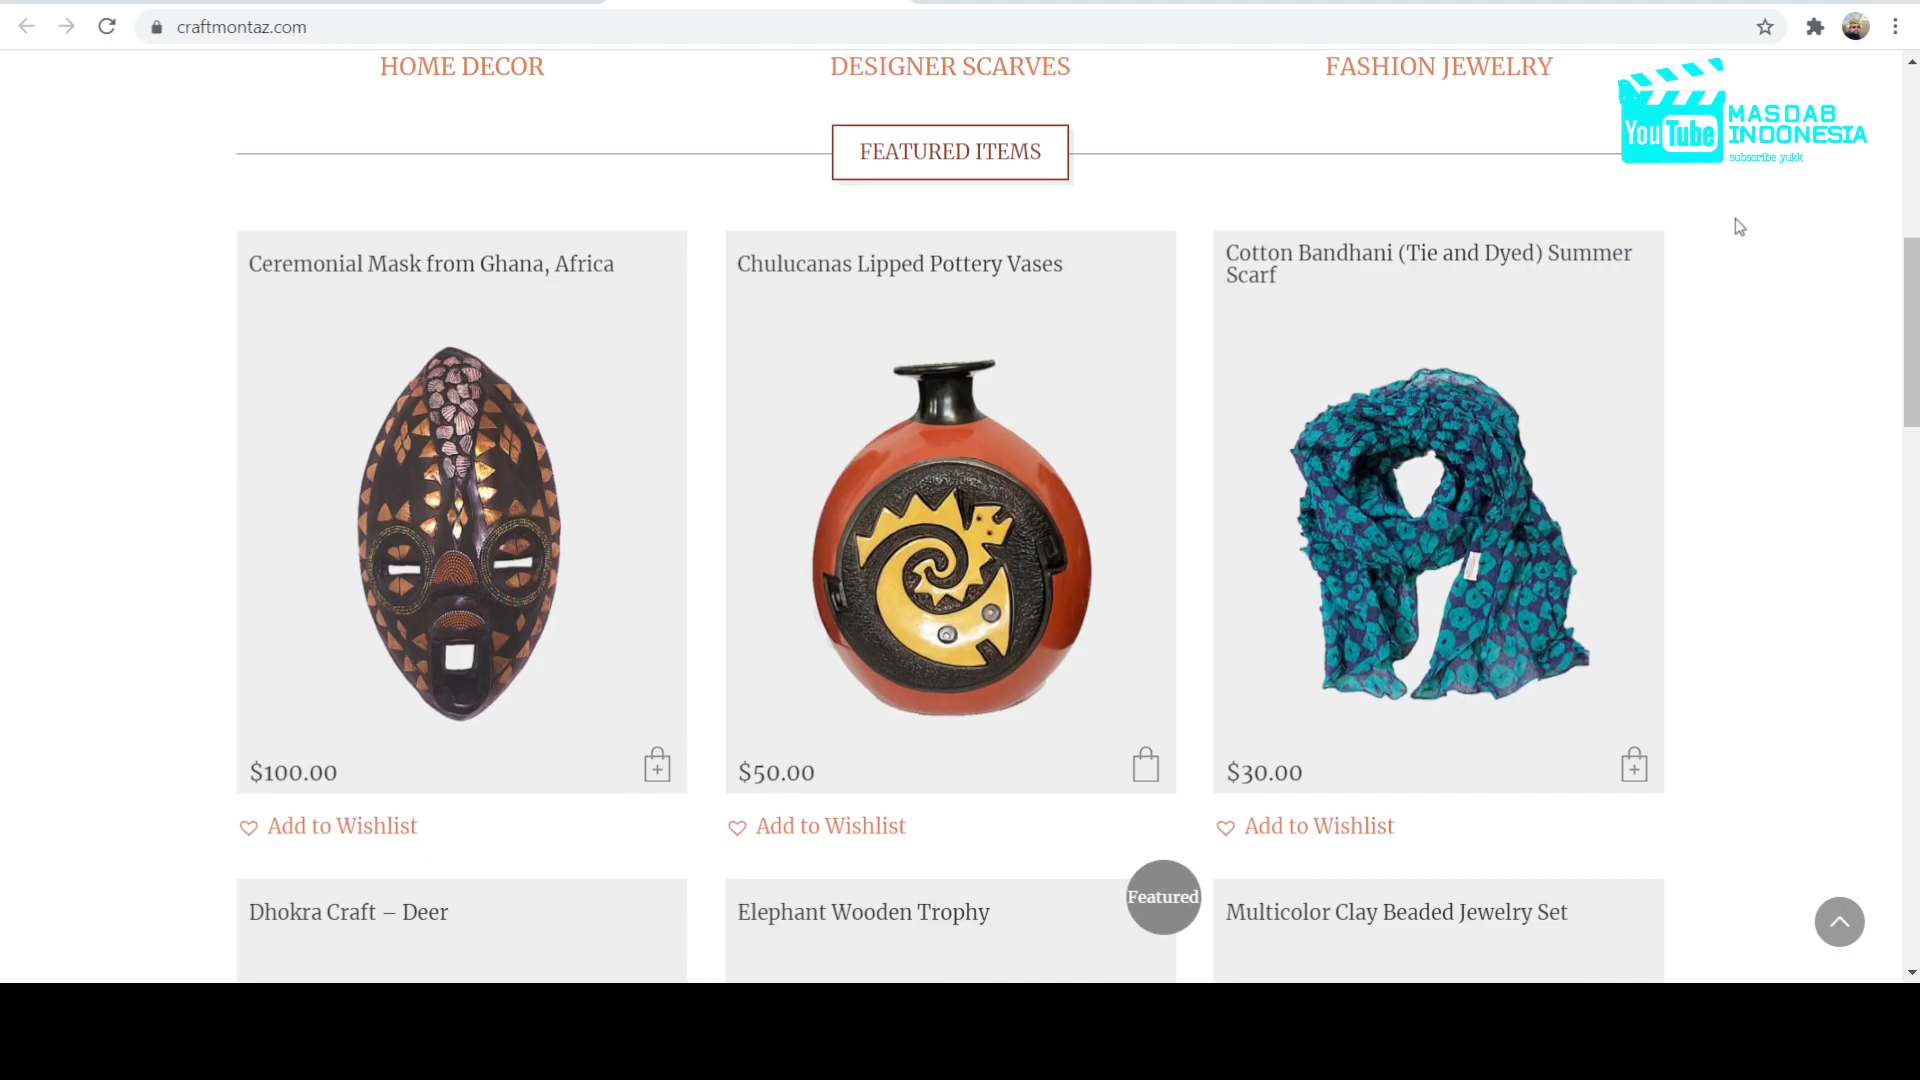 craftmontaz.com
HOME DECOR
DESIGNER SCARVES
FASHION JEWELRY
YouTube
MASDAB
INDONESIA
subscribe yukk
FEATURED ITEMS
Ceremonial Mask from Ghana, Africa
Chulucanas Lipped Pottery Vases
Cotton Bandhani (Tie and Dyed) Summer
Scarf
$100.00
$50.00
$30.00
Add to Wishlist
Add to Wishlist
Add to Wishlist
Dhokra Craft – Deer
Elephant Wooden Trophy
Featured
Multicolor Clay Beaded Jewelry Set